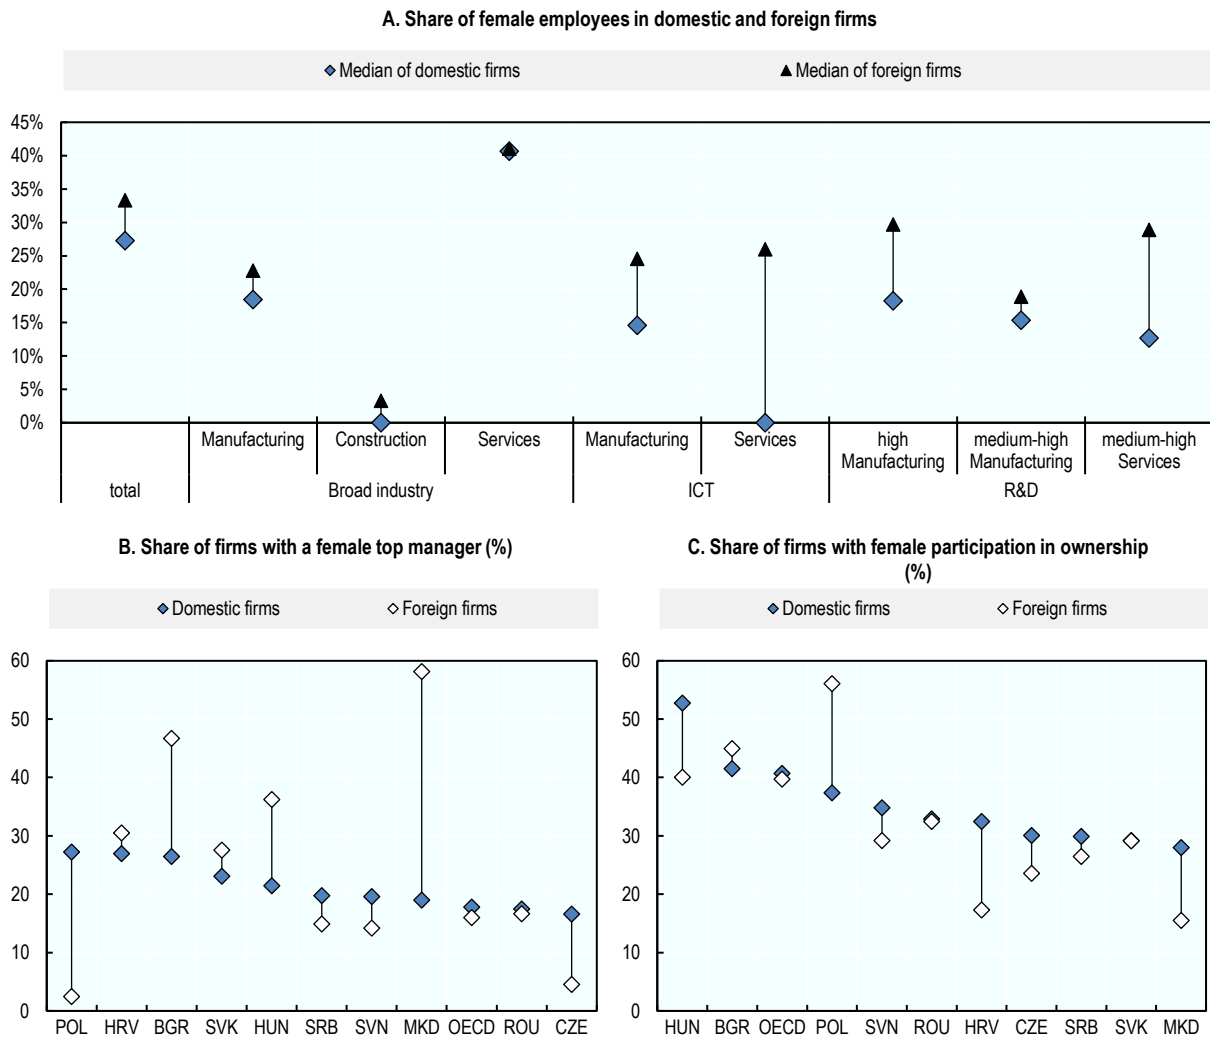 A. Share of female employees in domestic and foreign firms
Median of domestic firms Median of foreign firms
45%
40%
35%
30%
25%
20%
15%
10%
5%
0%
Manufacturing Construction Services Manufacturing Services high Manufacturing medium-high Manufacturing medium-high Services
total Broad industry ICT R&D
B. Share of firms with a female top manager (%)
Domestic firms Foreign firms
60
50
40
30
20
10
0
POL HRV BGR SVK HUN SRB SVN MKD OECD ROU CZE
C. Share of firms with female participation in ownership
(%)
Domestic firms Foreign firms
60
50
40
30
20
10
0
HUN BGR OECD POL SVN ROU HRV CZE SRB SVK MKD